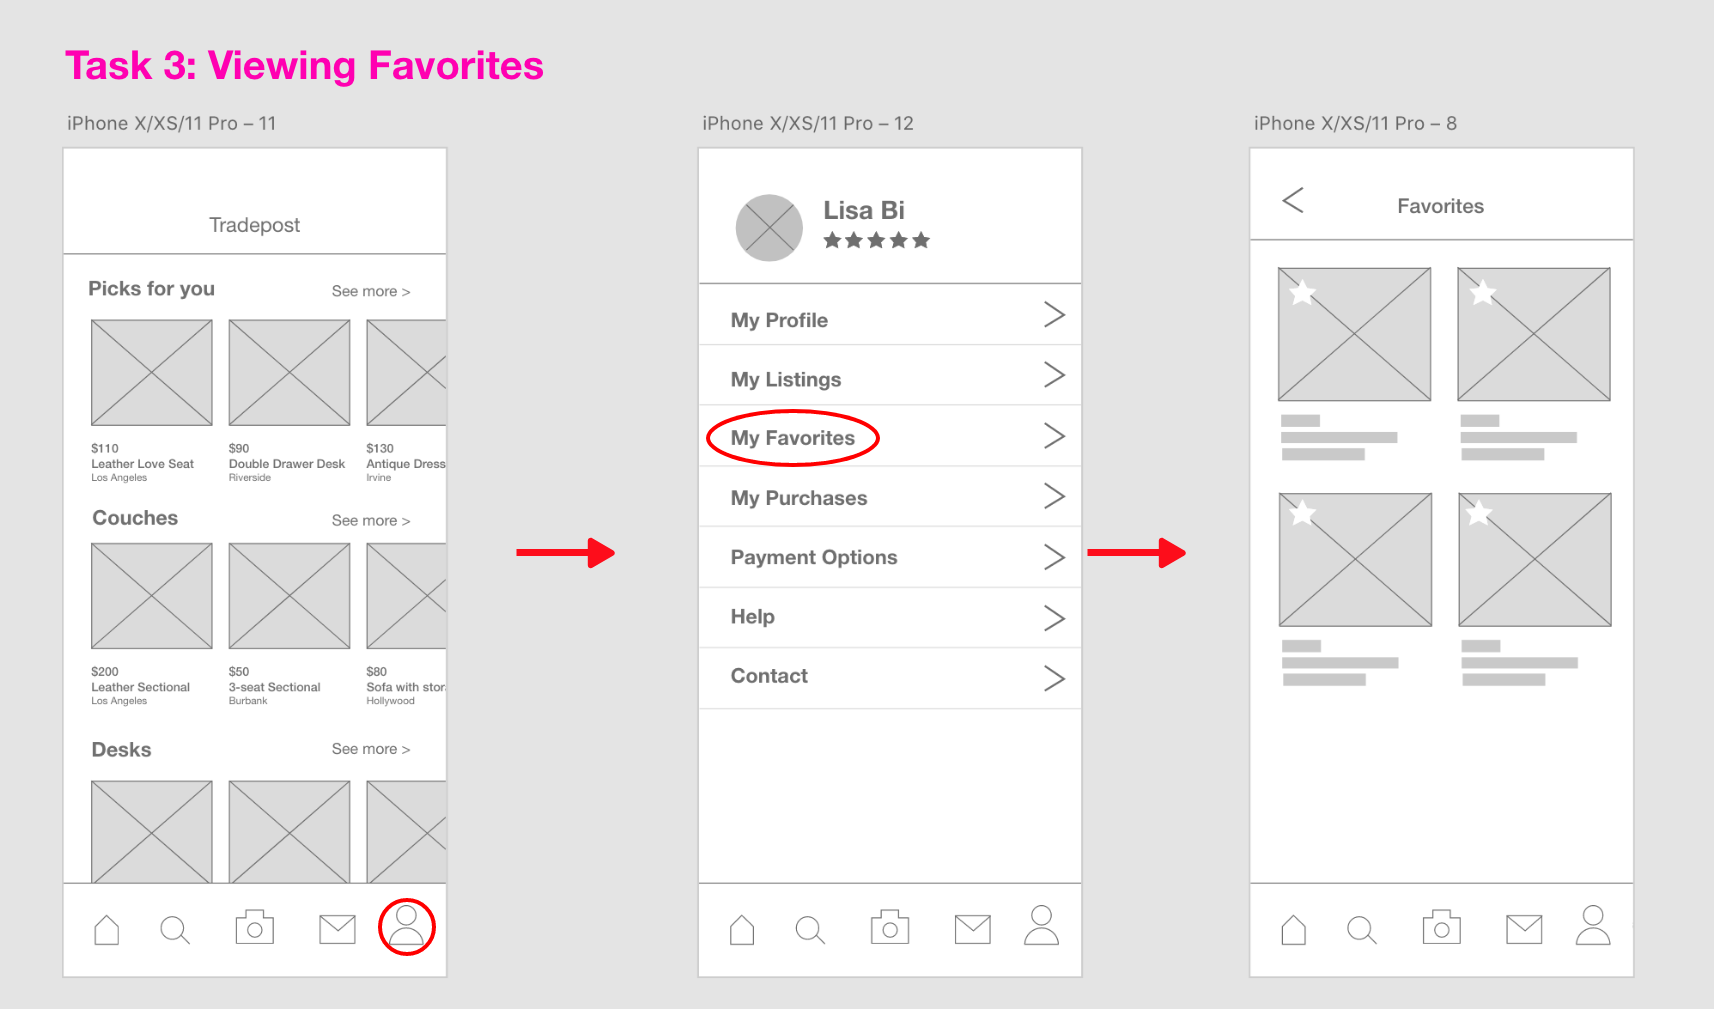 Task 3: Viewing Favorites
iPhone X/XS/11 Pro – 11
Tradepost
Picks for you
See more >
$110
Leather Love Seat
Los Angeles
$90
Double Drawer Desk
Riverside
$130
Antique Dress
Irvine
Couches
See more >
$200
Leather Sectional
Los Angeles
$50
3-seat Sectional
Burbank
$80
Sofa with stor
Hollywood
Desks
See more >
iPhone X/XS/11 Pro – 12
Lisa Bi
My Profile
My Listings
My Favorites
My Purchases
Payment Options
Help
Contact
iPhone X/XS/11 Pro – 8
Favorites